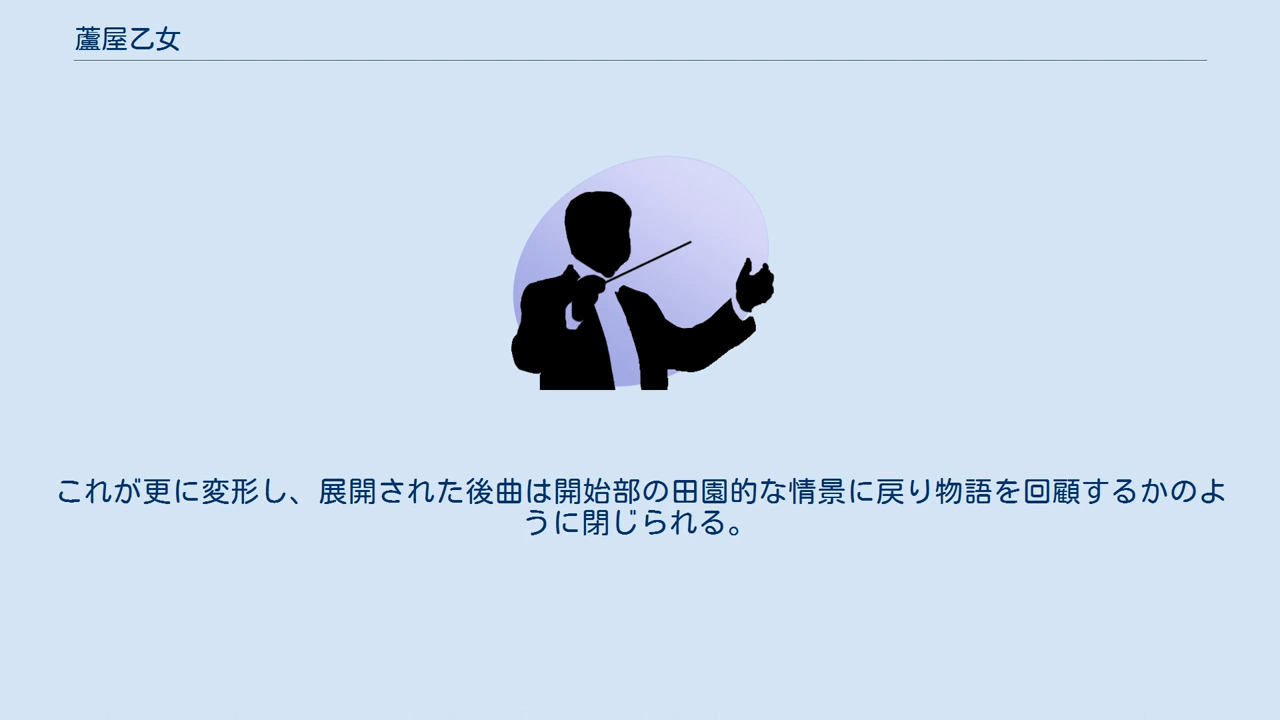 蘆屋乙女
これが更に変形し、展開された後曲は開始部の田園的な情景に戻り物語を回顧するかのよ
うに閉じられる。